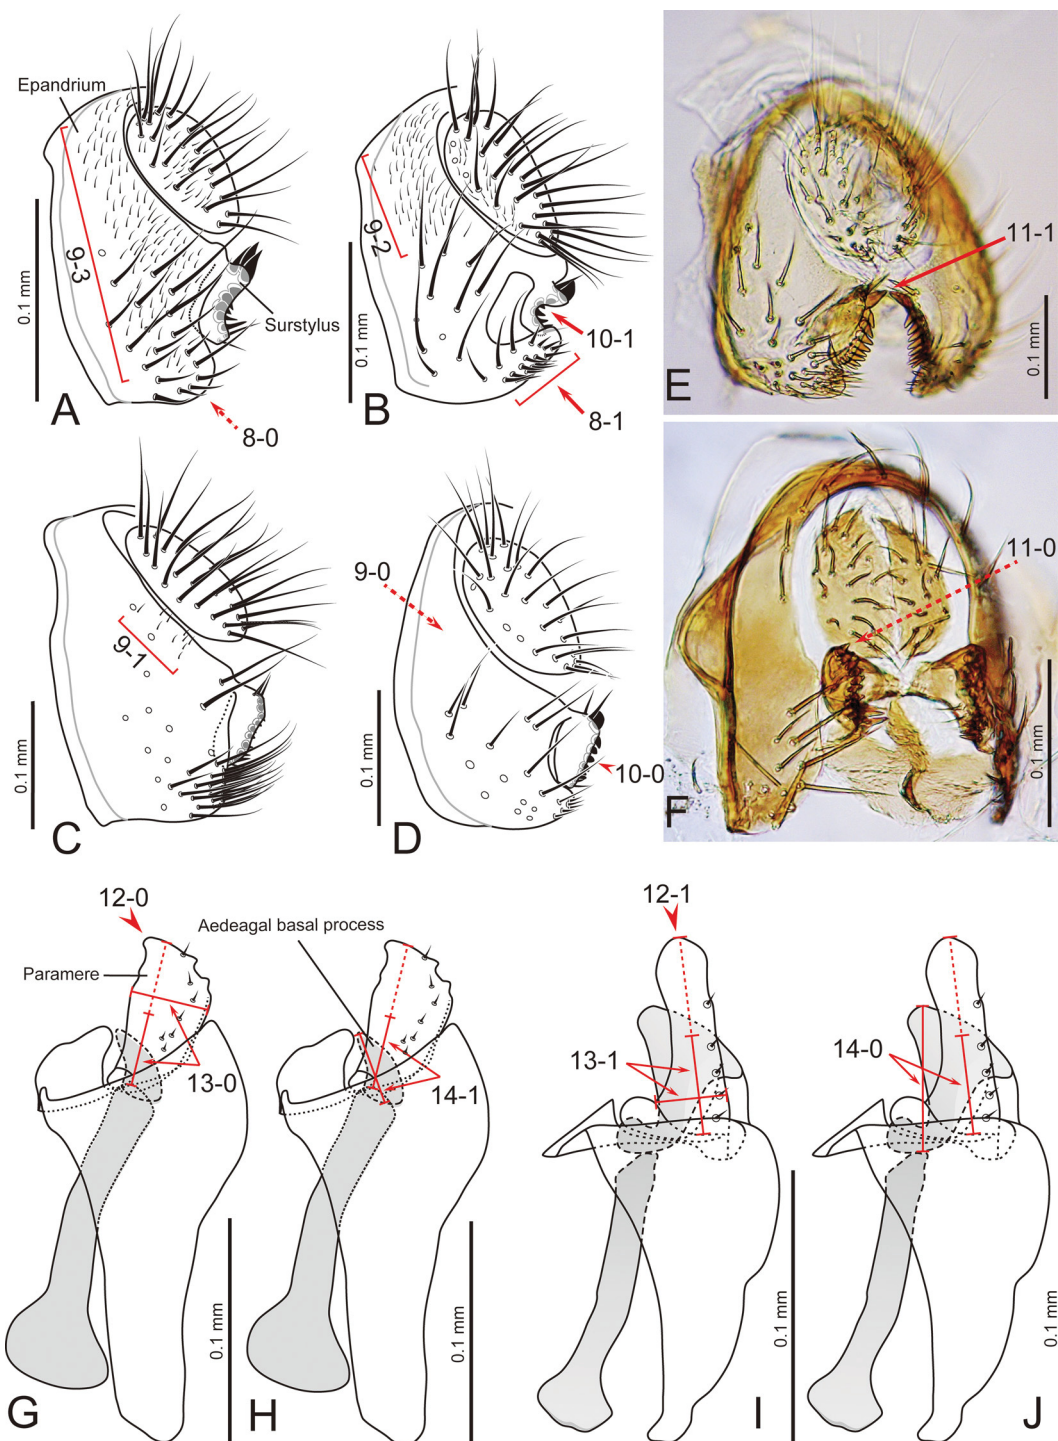 Epandrium
9-3
0.1 mm
Surstylus
A
8-0
9-2
0.1 mm
10-1
B
8-1
11-1
E
0.1 mm
9-1
0.1 mm
C
9-0
0.1 mm
10-0
D
11-0
F
0.1 mm
12-0
Paramere
13-0
0.1 mm
G
Aedeagal basal process
14-1
0.1 mm
H
12-1
13-1
0.1 mm
I
14-0
J